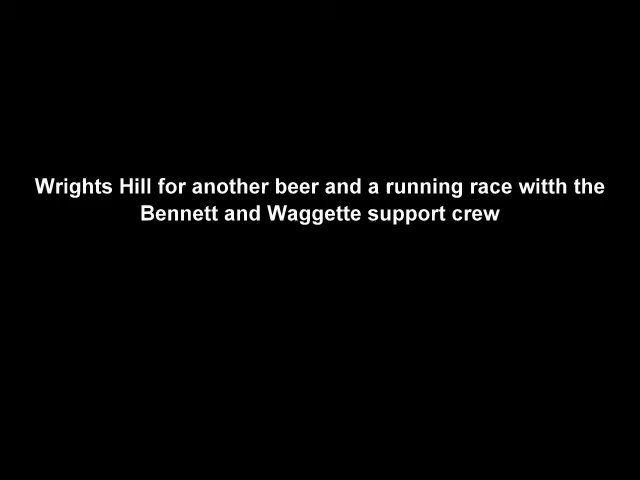 Wrights Hill for another beer and a running race witth the
Bennett and Waggette support crew